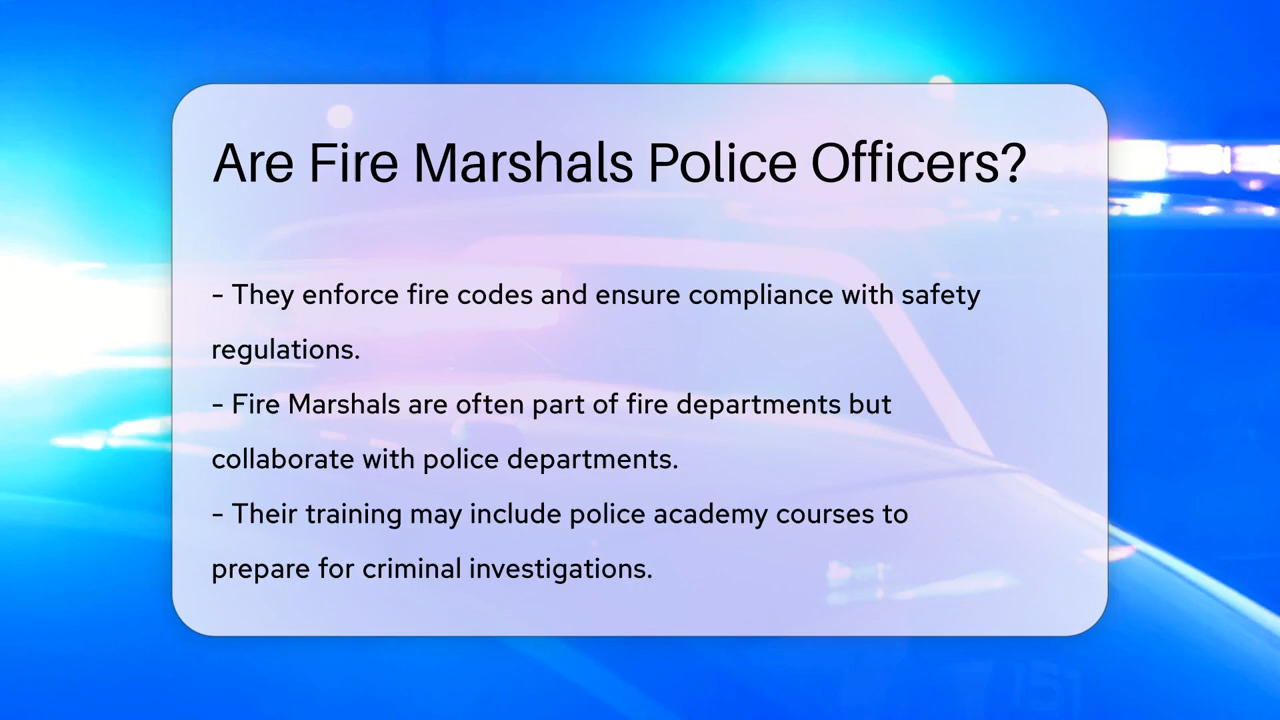 Are Fire Marshals Police Officers?
– They enforce fire codes and ensure compliance with safety
regulations.
– Fire Marshals are often part of fire departments but
collaborate with police departments.
– Their training may include police academy courses to
prepare for criminal investigations.
151